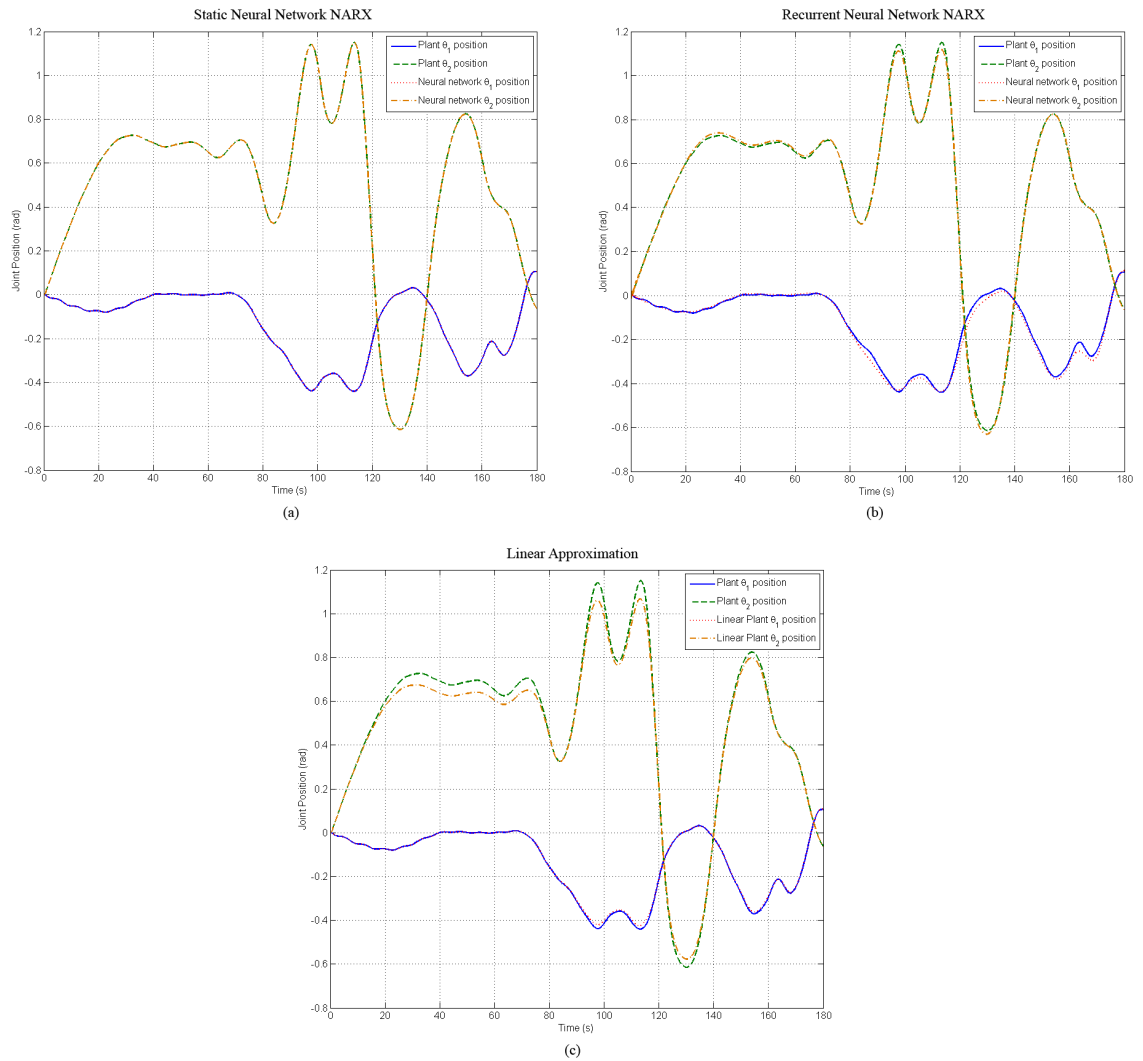 Static Neural Network NARX
Joint Position (rad)
1.2
1
0.8
0.6
0.4
0.2
0
-0.2
-0.4
-0.6
-0.8
Plant θ1 position
Plant θ2 position
Neural network θ1 position
Neural network θ2 position
0 20 40 60 80 100 120 140 160 180
Time (s)
(a)
Recurrent Neural Network NARX
Joint Position (rad)
1.2
1
0.8
0.6
0.4
0.2
0
-0.2
-0.4
-0.6
-0.8
Plant θ1 position
Plant θ2 position
Neural network θ1 position
Neural network θ2 position
0 20 40 60 80 100 120 140 160 180
Time (s)
(b)
Linear Approximation
Joint Position (rad)
1.2
1
0.8
0.6
0.4
0.2
0
-0.2
-0.4
-0.6
-0.8
Plant θ1 position
Plant θ2 position
Linear Plant θ1 position
Linear Plant θ2 position
0 20 40 60 80 100 120 140 160 180
Time (s)
(c)